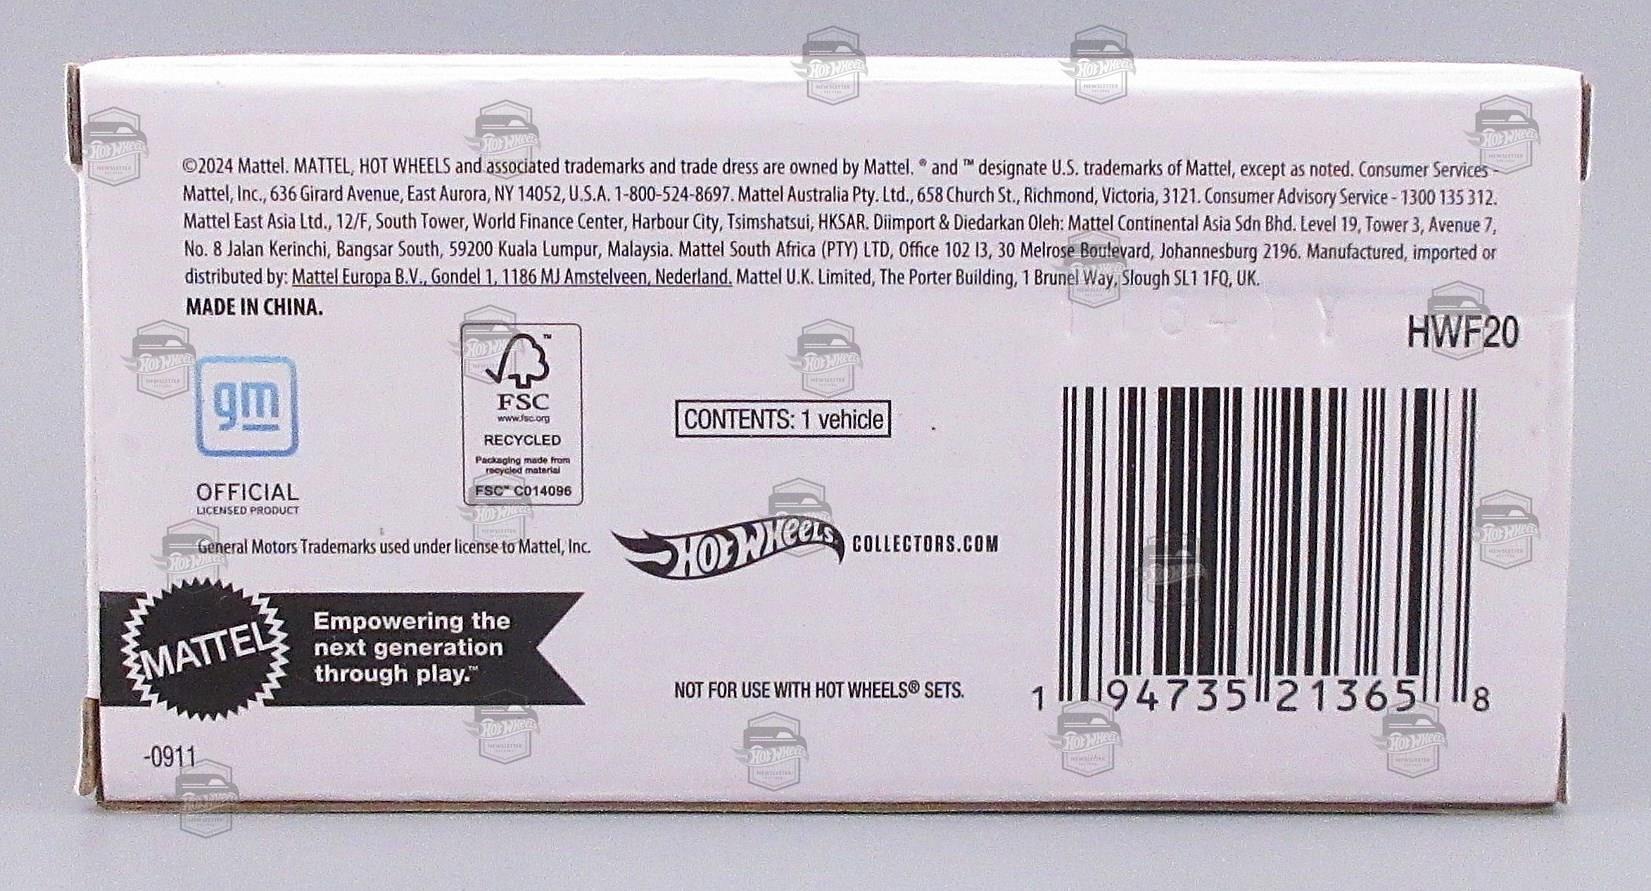 ©2024 Mattel. MATTEL, HOT WHEELS and associated trademarks and trade dress are owned by Mattel. ® and ™ designate U.S. trademarks of Mattel, except as noted. Consumer Services -
Mattel, Inc., 636 Girard Avenue, East Aurora, NY 14052, U.S.A. 1-800-524-8697. Mattel Australia Pty. Ltd., 658 Church St., Richmond, Victoria, 3121. Consumer Advisory Service - 1300 135 312.
Mattel East Asia Ltd., 12/F, South Tower, World Finance Center, Harbour City, Tsimshatsui, HKSAR. Diimport & Diedarkan Oleh: Mattel Continental Asia Sdn Bhd. Level 19, Tower 3, Avenue 7,
No. 8 Jalan Kerinchi, Bangsar South, 59200 Kuala Lumpur, Malaysia. Mattel South Africa (PTY) LTD, Office 102 I3, 30 Melrose Boulevard, Johannesburg 2196. Manufactured, imported or
distributed by: Mattel Europa B.V., Gondel 1, 1186 MJ Amstelveen, Nederland. Mattel U.K. Limited, The Porter Building, 1 Brunel Way, Slough SL1 1FQ, UK.
MADE IN CHINA.
HWF20
gm
OFFICIAL
LICENSED PRODUCT
General Motors Trademarks used under license to Mattel, Inc.
™
FSC
www.fsc.org
RECYCLED
Packaging made from
recycled material
FSC™ C014096
CONTENTS: 1 vehicle
HOT WHEELS COLLECTORS.COM
MATTEL
Empowering the
next generation
through play.™
NOT FOR USE WITH HOT WHEELS® SETS.
1 94735 21365 8
-0911
HOT WHEELS
NEWSLETTER